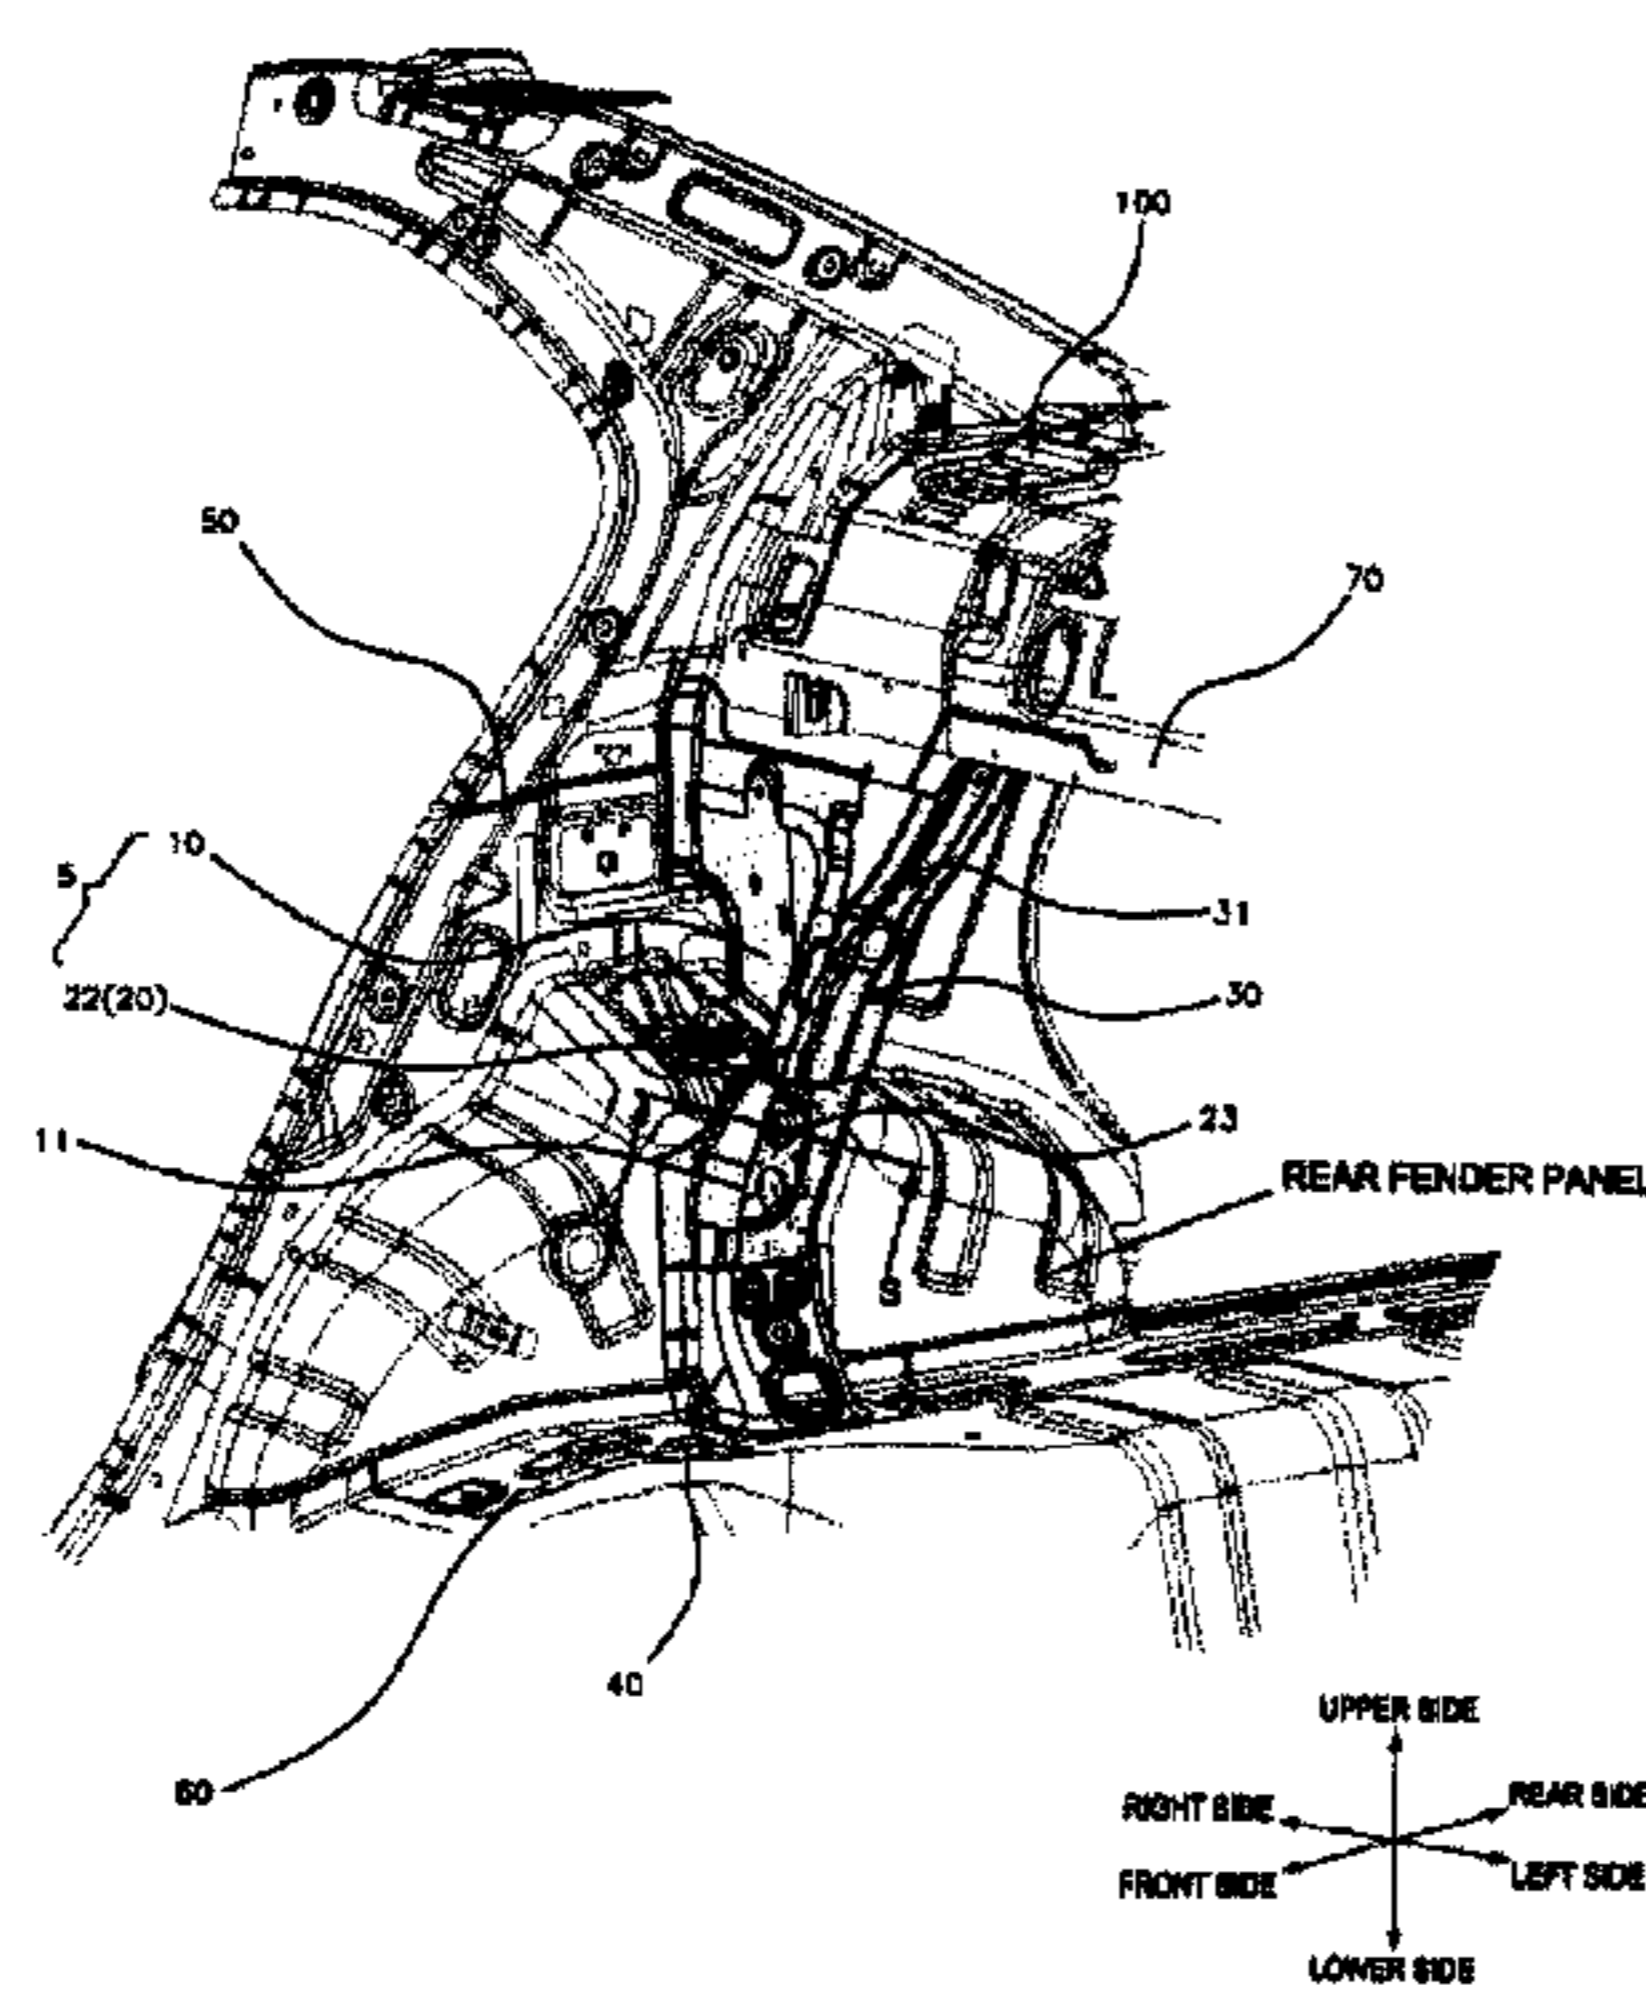 100
50
70
5
10
31
22(20)
30
11
23
REAR FENDER PANEL
S
40
60
UPPER SIDE
RIGHT SIDE
REAR SIDE
FRONT SIDE
LEFT SIDE
LOWER SIDE